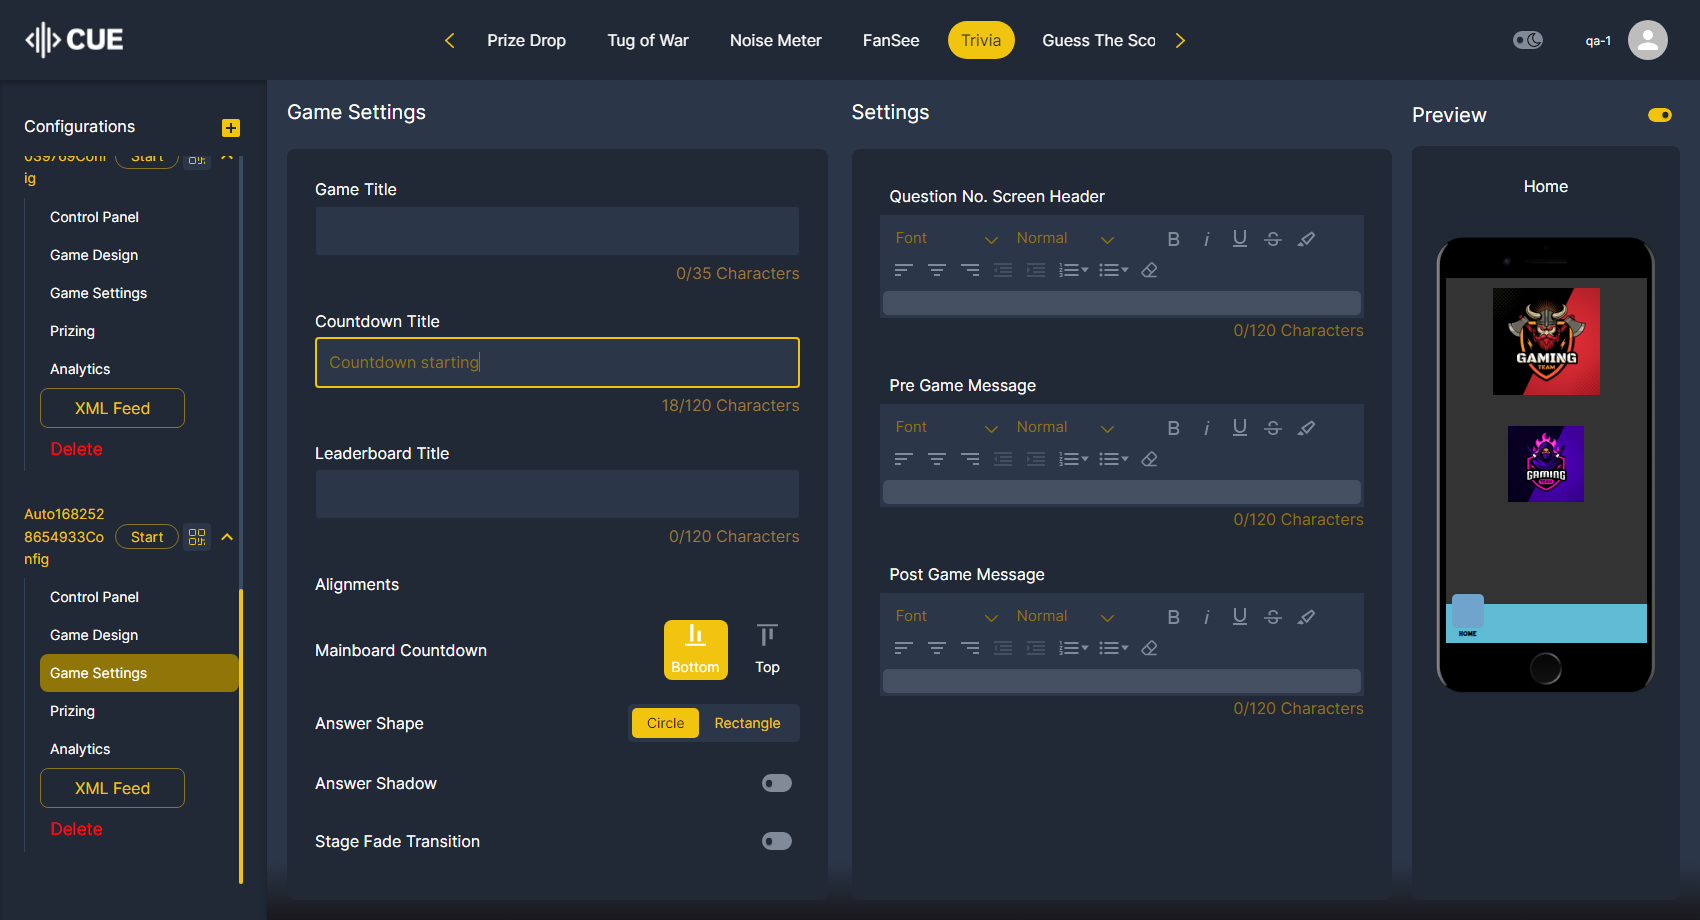 CUE
Prize Drop
Tug of War
Noise Meter
FanSee
Trivia
Guess The Sco
qa-1
Configurations
039769Conf
ig
Start
Control Panel
Game Design
Game Settings
Prizing
Analytics
XML Feed
Delete
Auto168252
8654933Co
nfig
Start
Control Panel
Game Design
Game Settings
Prizing
Analytics
XML Feed
Delete
Game Settings
Game Title
0/35 Characters
Countdown Title
Countdown starting
18/120 Characters
Leaderboard Title
0/120 Characters
Alignments
Mainboard Countdown
Bottom
Top
Answer Shape
Circle
Rectangle
Answer Shadow
Stage Fade Transition
Settings
Question No. Screen Header
Font
Normal
0/120 Characters
Pre Game Message
Font
Normal
0/120 Characters
Post Game Message
Font
Normal
0/120 Characters
Preview
Home
GAMING
TEAM
GAMING
TEAM
HOME